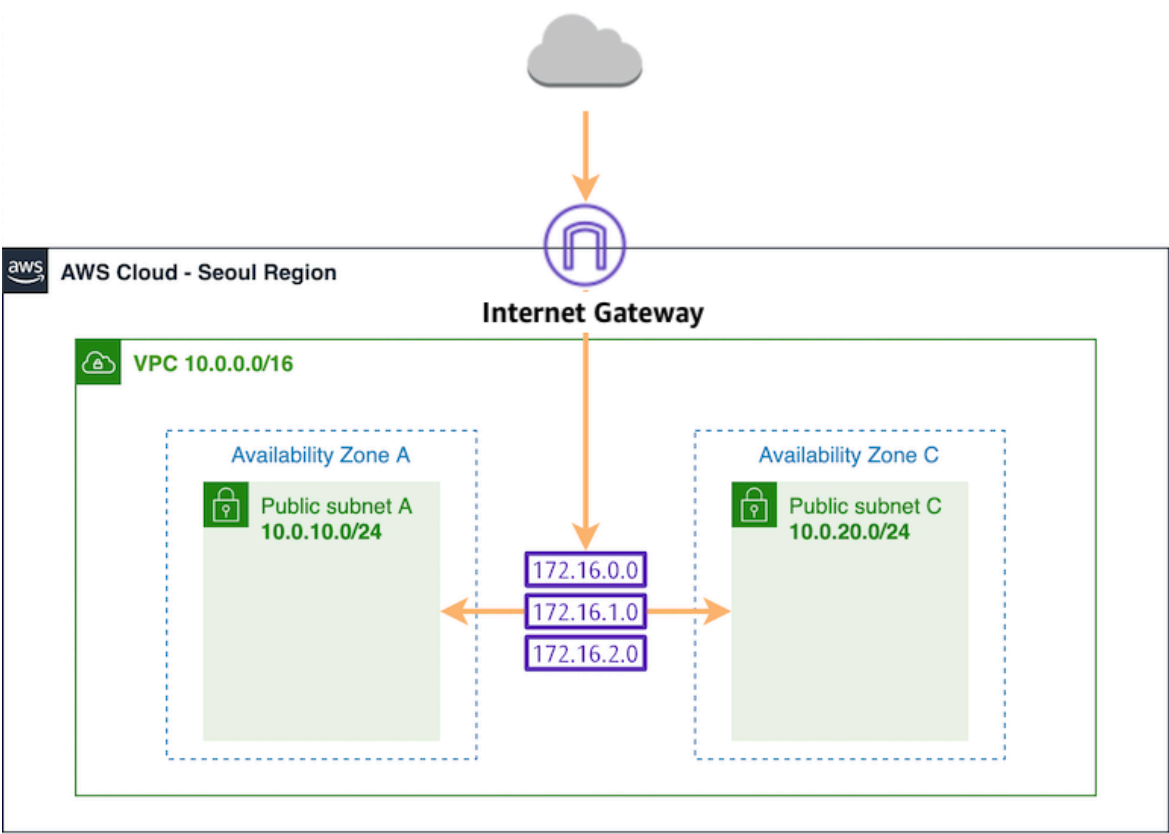 aws
AWS Cloud - Seoul Region
Internet Gateway
VPC 10.0.0.0/16
Availability Zone A
Public subnet A
10.0.10.0/24
172.16.0.0
172.16.1.0
172.16.2.0
Availability Zone C
Public subnet C
10.0.20.0/24